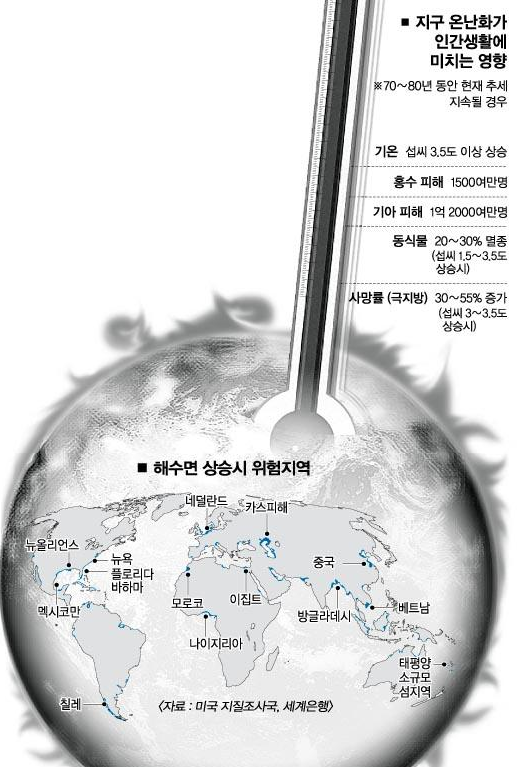 ■ 지구 온난화가
인간생활에
미치는 영향
※70～80년 동안 현재 추세
지속될 경우
기온 섭씨 3.5도 이상 상승
홍수 피해 1500여만명
기아 피해 1억 2000여만명
동식물 20～30% 멸종
(섭씨 1.5～3.5도
상승시)
사망률 (극지방) 30～55% 증가
(섭씨 3～3.5도
상승시)
■ 해수면 상승시 위험지역
네덜란드
카스피해
뉴올리언스
뉴욕
플로리다
바하마
멕시코만
모로코
이집트
나이지리아
중국
방글라데시
베트남
태평양
소규모
섬지역
칠레
〈자료 : 미국 지질조사국, 세계은행〉